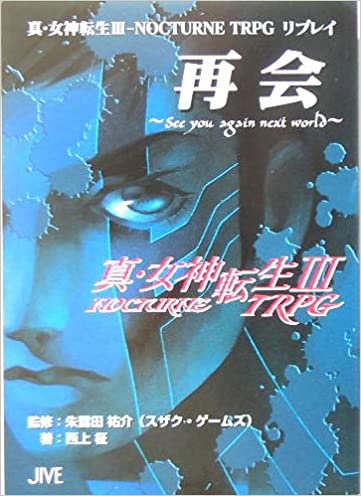 真・女神転生Ⅲ-NOCTURNE TRPG リプレイ
再会
～See you again next world～
真・女神転生Ⅲ
NOCTURNE TRPG
監修：朱鷺田 祐介（スザク・ゲームズ）
著：西上 柾
JIVE